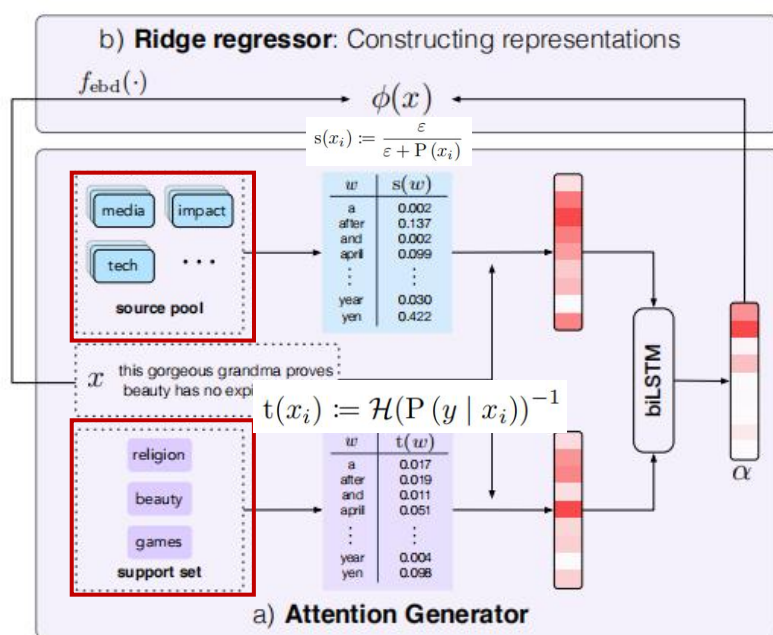 b) Ridge regressor: Constructing representations
f_ebd(·)
ϕ(x)
s(x_i) := ε / (ε + P (x_i))
media
impact
tech
...
source pool
w s(w)
a 0.002
after 0.137
and 0.002
april 0.099
⋮ ⋮
year 0.030
yen 0.422
biLSTM
α
x this gorgeous grandma proves
beauty has no expi
t(x_i) := H(P (y | x_i))^{-1}
religion
beauty
games
support set
w t(w)
a 0.017
after 0.019
and 0.011
april 0.051
⋮ ⋮
year 0.004
yen 0.098
a) Attention Generator